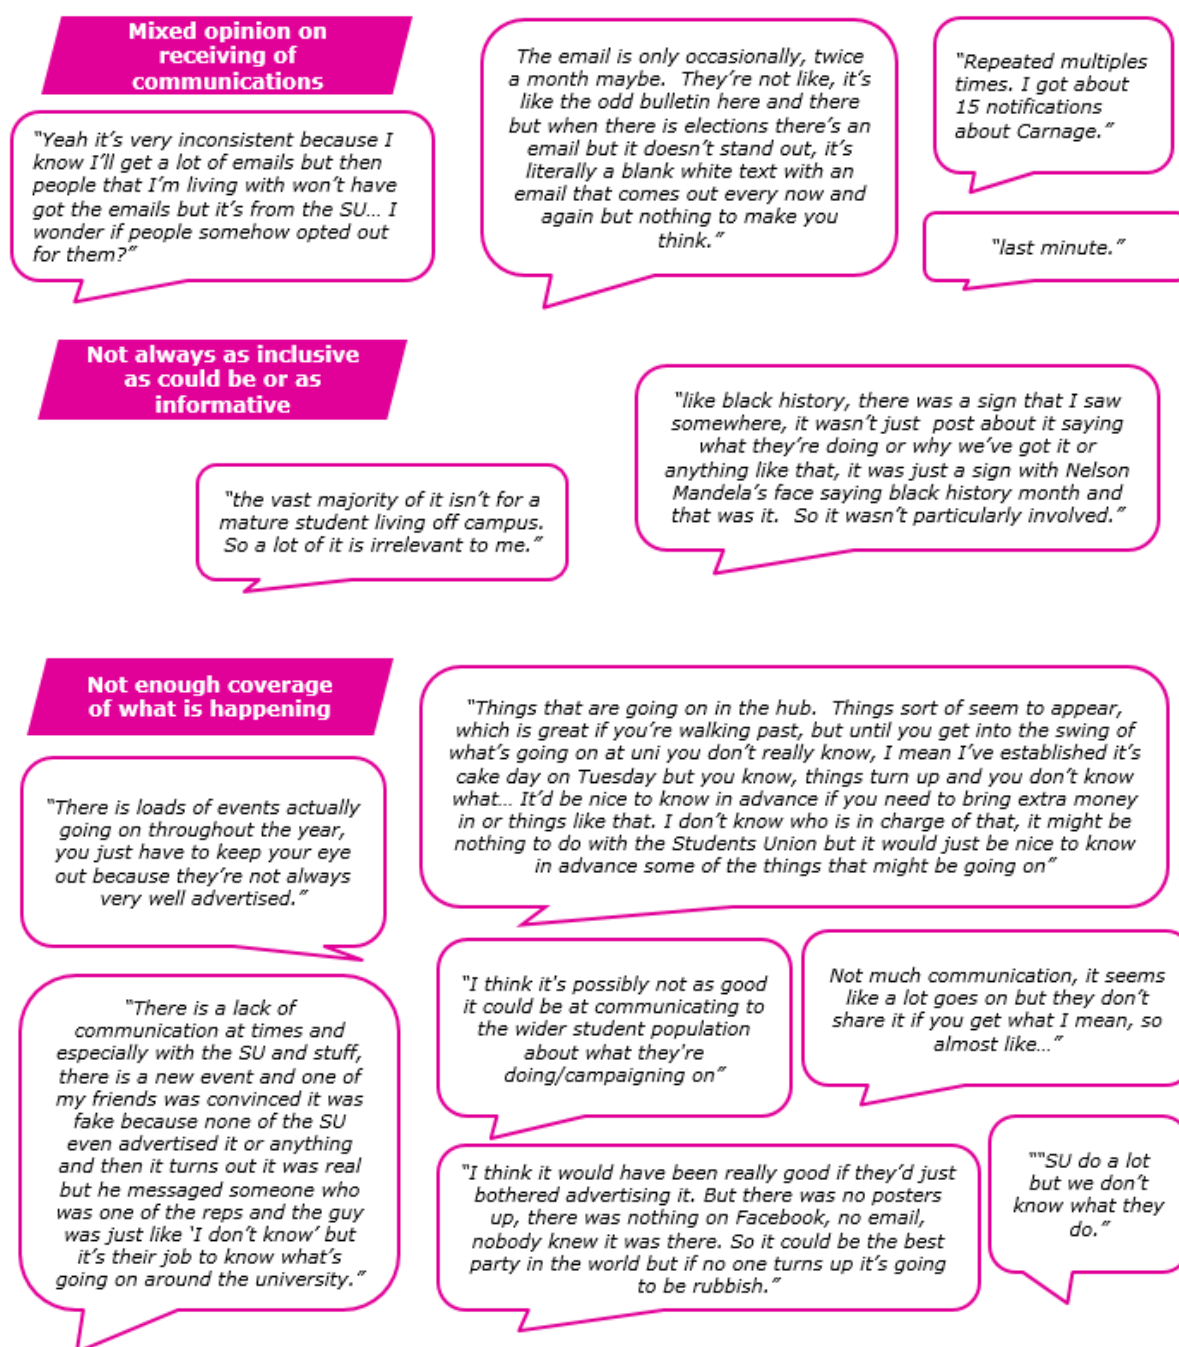 Mixed opinion on
receiving of
communications
“Yeah it’s very inconsistent because I
know I’ll get a lot of emails but then
people that I’m living with won’t have
got the emails but it’s from the SU… I
wonder if people somehow opted out
for them?”
The email is only occasionally, twice
a month maybe.  They’re not like, it’s
like the odd bulletin here and there
but when there is elections there’s an
email but it doesn’t stand out, it’s
literally a blank white text with an
email that comes out every now and
again but nothing to make you
think.”
“Repeated multiples
times. I got about
15 notifications
about Carnage.”
“last minute.”
Not always as inclusive
as could be or as
informative
“the vast majority of it isn’t for a
mature student living off campus.
So a lot of it is irrelevant to me.”
“like black history, there was a sign that I saw
somewhere, it wasn’t just  post about it saying
what they’re doing or why we’ve got it or
anything like that, it was just a sign with Nelson
Mandela’s face saying black history month and
that was it.  So it wasn’t particularly involved.”
Not enough coverage
of what is happening
“Things that are going on in the hub.  Things sort of seem to appear,
which is great if you’re walking past, but until you get into the swing of
what’s going on at uni you don’t really know, I mean I’ve established it’s
cake day on Tuesday but you know, things turn up and you don’t know
what… It’d be nice to know in advance if you need to bring extra money
in or things like that. I don’t know who is in charge of that, it might be
nothing to do with the Students Union but it would just be nice to know
in advance some of the things that might be going on”
“There is loads of events actually
going on throughout the year,
you just have to keep your eye
out because they’re not always
very well advertised.”
“There is a lack of
communication at times and
especially with the SU and stuff,
there is a new event and one of
my friends was convinced it was
fake because none of the SU
even advertised it or anything
and then it turns out it was real
but he messaged someone who
was one of the reps and the guy
was just like ‘I don’t know’ but
it’s their job to know what’s
going on around the university.”
“I think it's possibly not as good
it could be at communicating to
the wider student population
about what they're
doing/campaigning on”
Not much communication, it seems
like a lot goes on but they don’t
share it if you get what I mean, so
almost like…”
“I think it would have been really good if they’d just
bothered advertising it. But there was no posters
up, there was nothing on Facebook, no email,
nobody knew it was there. So it could be the best
party in the world but if no one turns up it’s going
to be rubbish.”
““SU do a lot
but we don’t
know what they
do.”